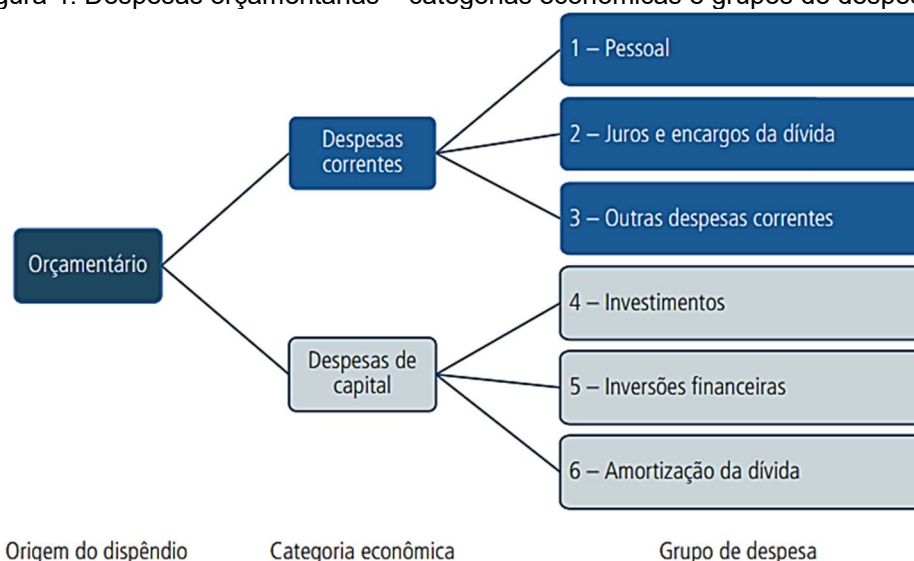 1 – Pessoal
2 – Juros e encargos da dívida
Despesas
correntes
3 – Outras despesas correntes
Orçamentário
4 – Investimentos
Despesas de
capital
5 – Inversões financeiras
6 – Amortização da dívida
Origem do dispêndio
Categoria econômica
Grupo de despesa